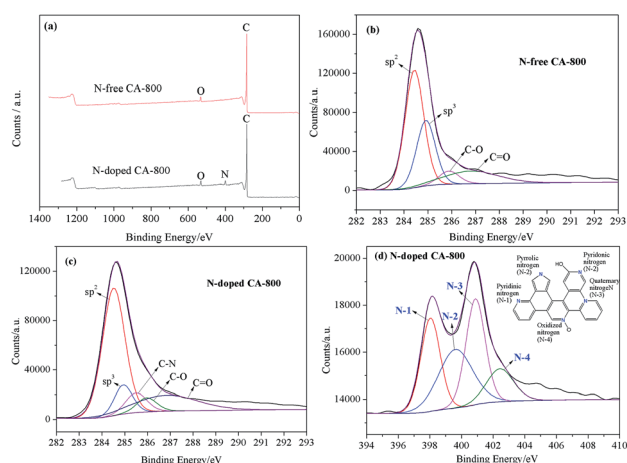 (a)
C
N-free CA-800
O
C
N-doped CA-800
O
N
Counts / a.u.
1400 1200 1000 800 600 400 200 0
Binding Energy/eV
(b)
N-free CA-800
sp2
sp3
C-O
C=O
Counts/a.u.
160000
120000
80000
40000
0
282 283 284 285 286 287 288 289 290 291 292 293
Binding Energy/eV
(c)
N-doped CA-800
sp2
sp3
C-N
C-O
C=O
Counts/a.u.
120000
80000
40000
0
282 283 284 285 286 287 288 289 290 291 292 293
Binding Energy/eV
(d) N-doped CA-800
Pyrrolic
nitrogen
(N-2)
Pyridonic
nitrogen
(N-2)
HO
N
N
Quaternary
nitrogeN
(N-3)
Pyridinic
nitrogen
(N-1)
N
N
N
O
Oxidized
nitrogen
(N-4)
N-1
N-2
N-3
N-4
Counts/a.u.
20000
18000
16000
14000
394 396 398 400 402 404 406 408 410
Binding Energy /eV